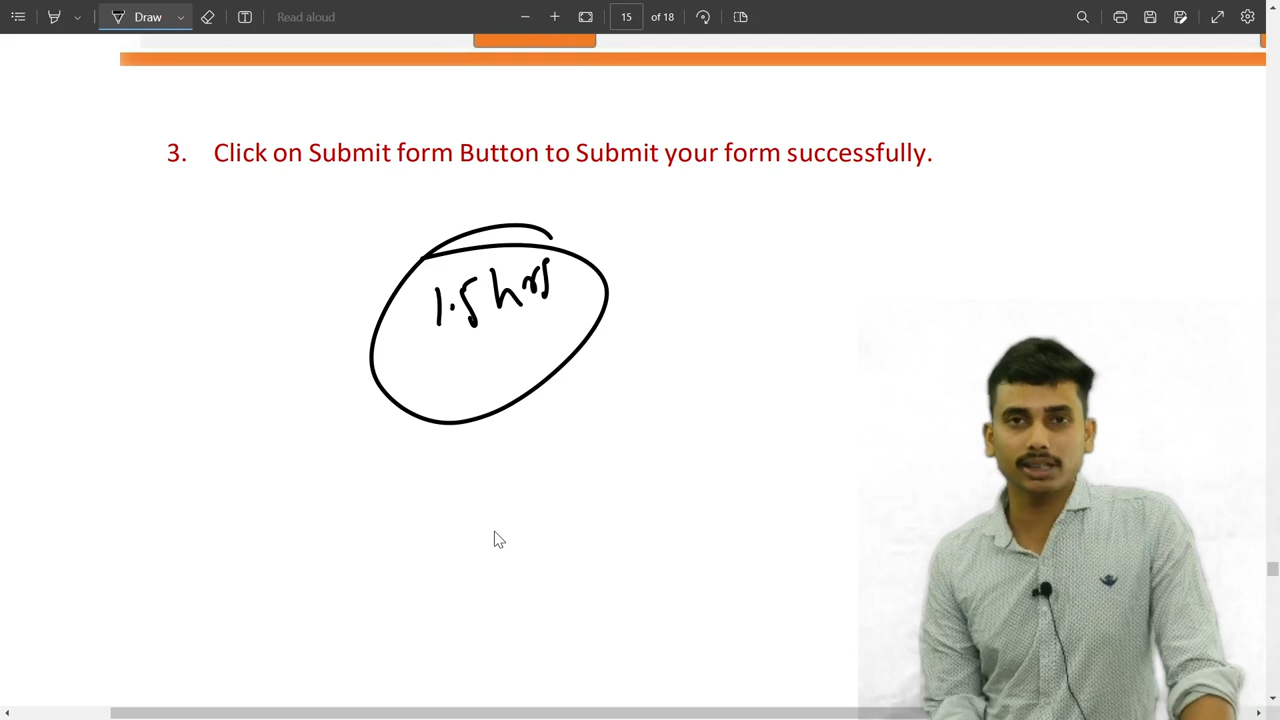 Draw
Read aloud
15 of 18
3. Click on Submit form Button to Submit your form successfully.
1.5 hrs